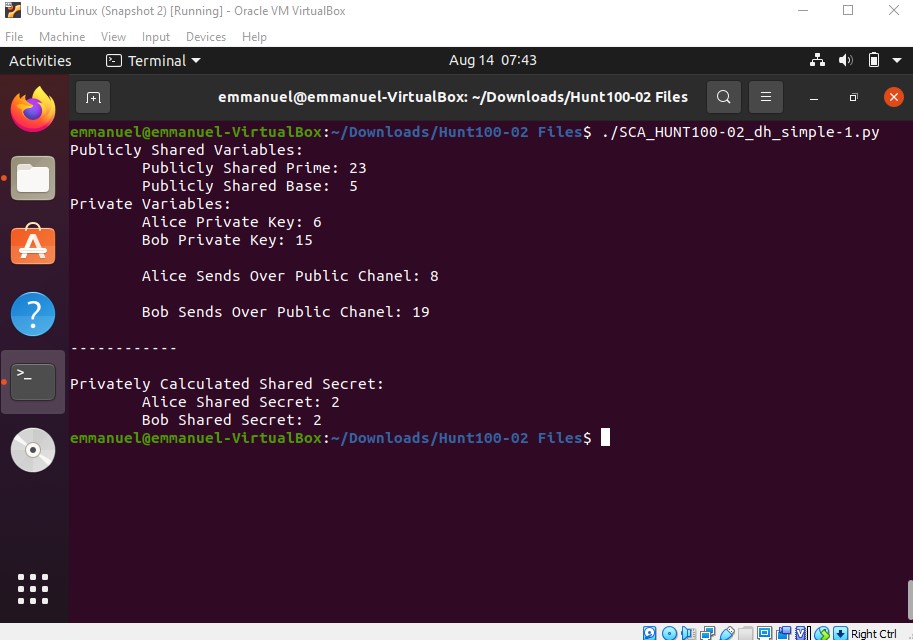 Ubuntu Linux (Snapshot 2) [Running] - Oracle VM VirtualBox
File Machine View Input Devices Help
Activities Terminal Aug 14 07:43
emmanuel@emmanuel-VirtualBox: ~/Downloads/Hunt100-02 Files
emmanuel@emmanuel-VirtualBox:~/Downloads/Hunt100-02 Files$ ./SCA_HUNT100-02_dh_simple-1.py
Publicly Shared Variables:
Publicly Shared Prime: 23
Publicly Shared Base: 5
Private Variables:
Alice Private Key: 6
Bob Private Key: 15
Alice Sends Over Public Chanel: 8
Bob Sends Over Public Chanel: 19
------------
Privately Calculated Shared Secret:
Alice Shared Secret: 2
Bob Shared Secret: 2
emmanuel@emmanuel-VirtualBox:~/Downloads/Hunt100-02 Files$
Right Ctrl